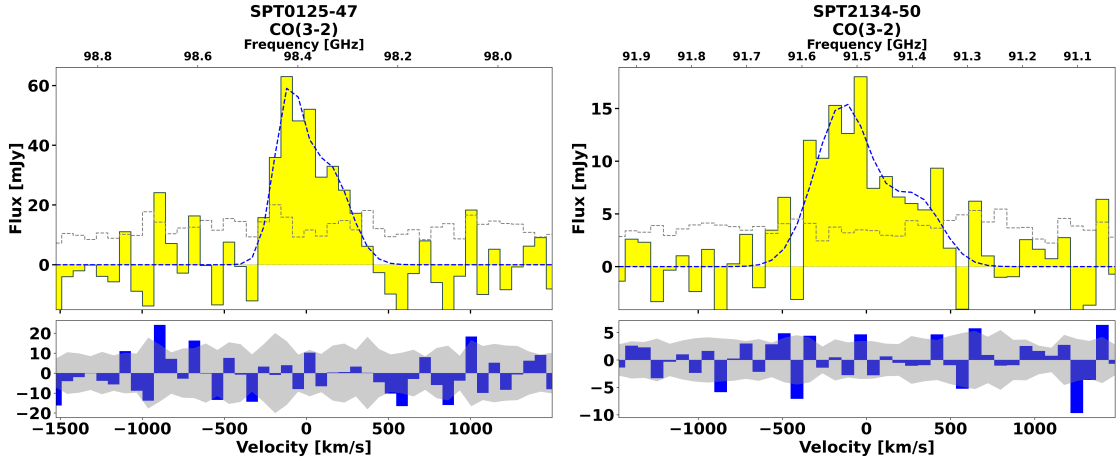 SPT0125-47
CO(3-2)
Frequency [GHz]
98.8 98.6 98.4 98.2 98.0
60
40
20
0
Flux [mJy]
20
10
0
−10
−20
−1500 −1000 −500 0 500 1000
Velocity [km/s]
SPT2134-50
CO(3-2)
Frequency [GHz]
91.9 91.8 91.7 91.6 91.5 91.4 91.3 91.2 91.1
15
10
5
0
Flux [mJy]
5
0
−5
−10
−1000 −500 0 500 1000
Velocity [km/s]